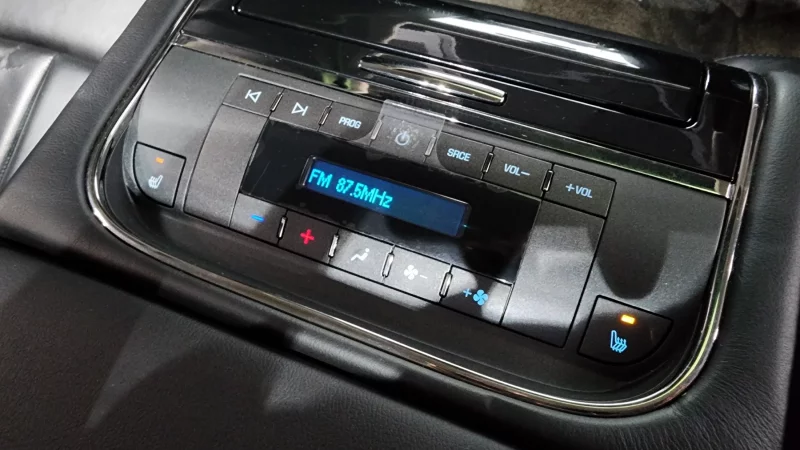 PROG
SRCE
VOL−
+VOL
FM 87.5MHz
−
+
−
+